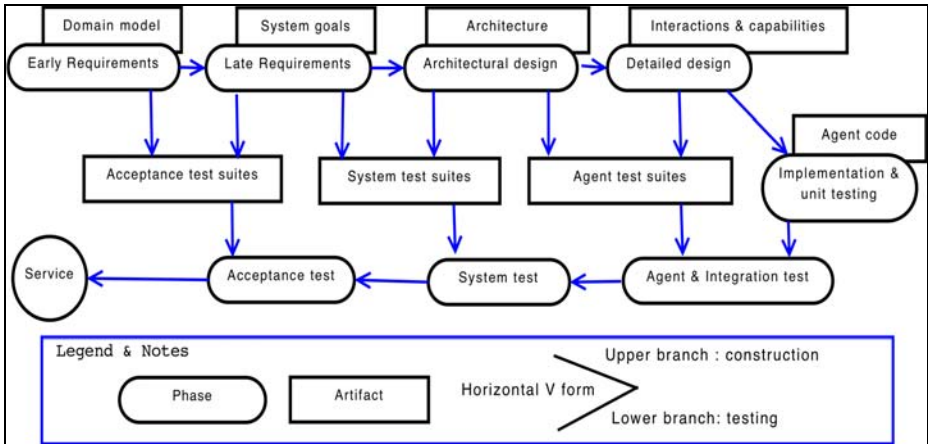 Domain model
System goals
Architecture
Interactions & capabilities
Early Requirements
Late Requirements
Architectural design
Detailed design
Agent code
Acceptance test suites
System test suites
Agent test suites
Implementation &
unit testing
Service
Acceptance test
System test
Agent & Integration test
Legend & Notes
Phase
Artifact
Horizontal V form
Upper branch : construction
Lower branch: testing